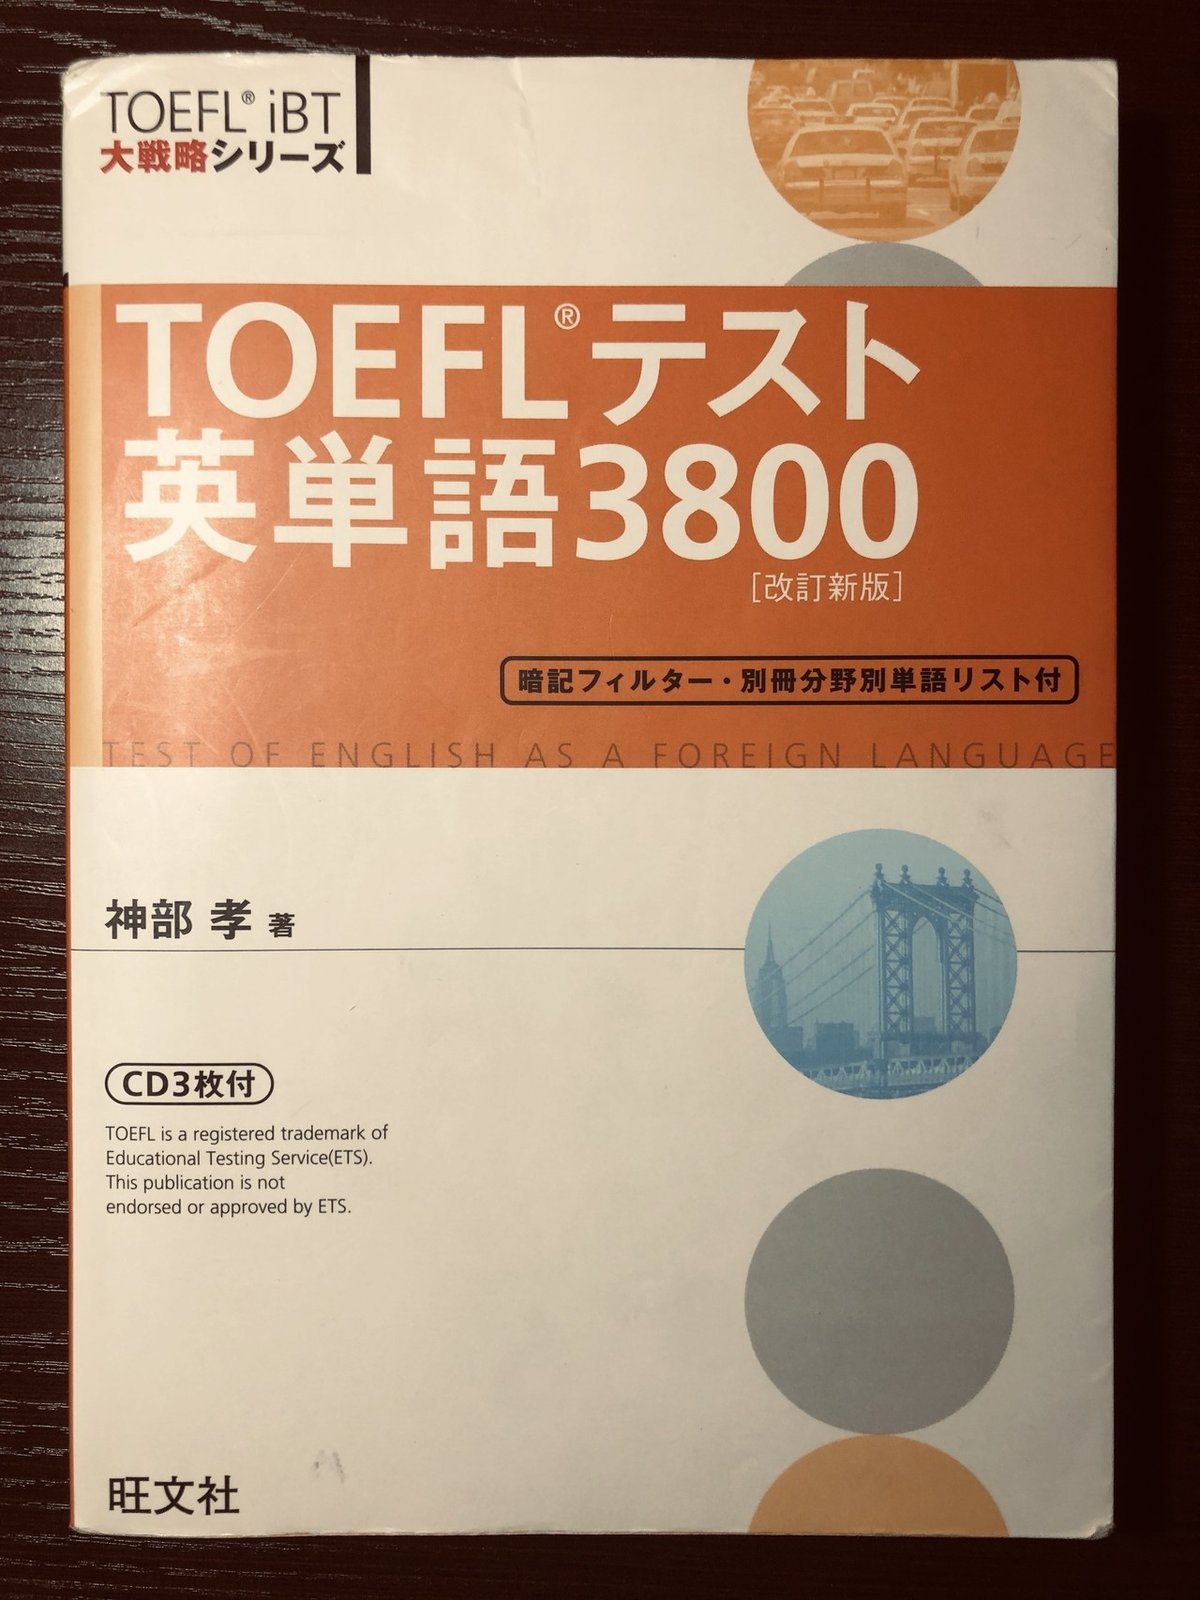 TOEFL® iBT
大戦略シリーズ
TOEFL®テスト
英単語3800
[改訂新版]
暗記フィルター・別冊分野別単語リスト付
TEST OF ENGLISH AS A FOREIGN LANGUAGE
神部 孝 著
CD3枚付
TOEFL is a registered trademark of
Educational Testing Service(ETS).
This publication is not
endorsed or approved by ETS.
旺文社